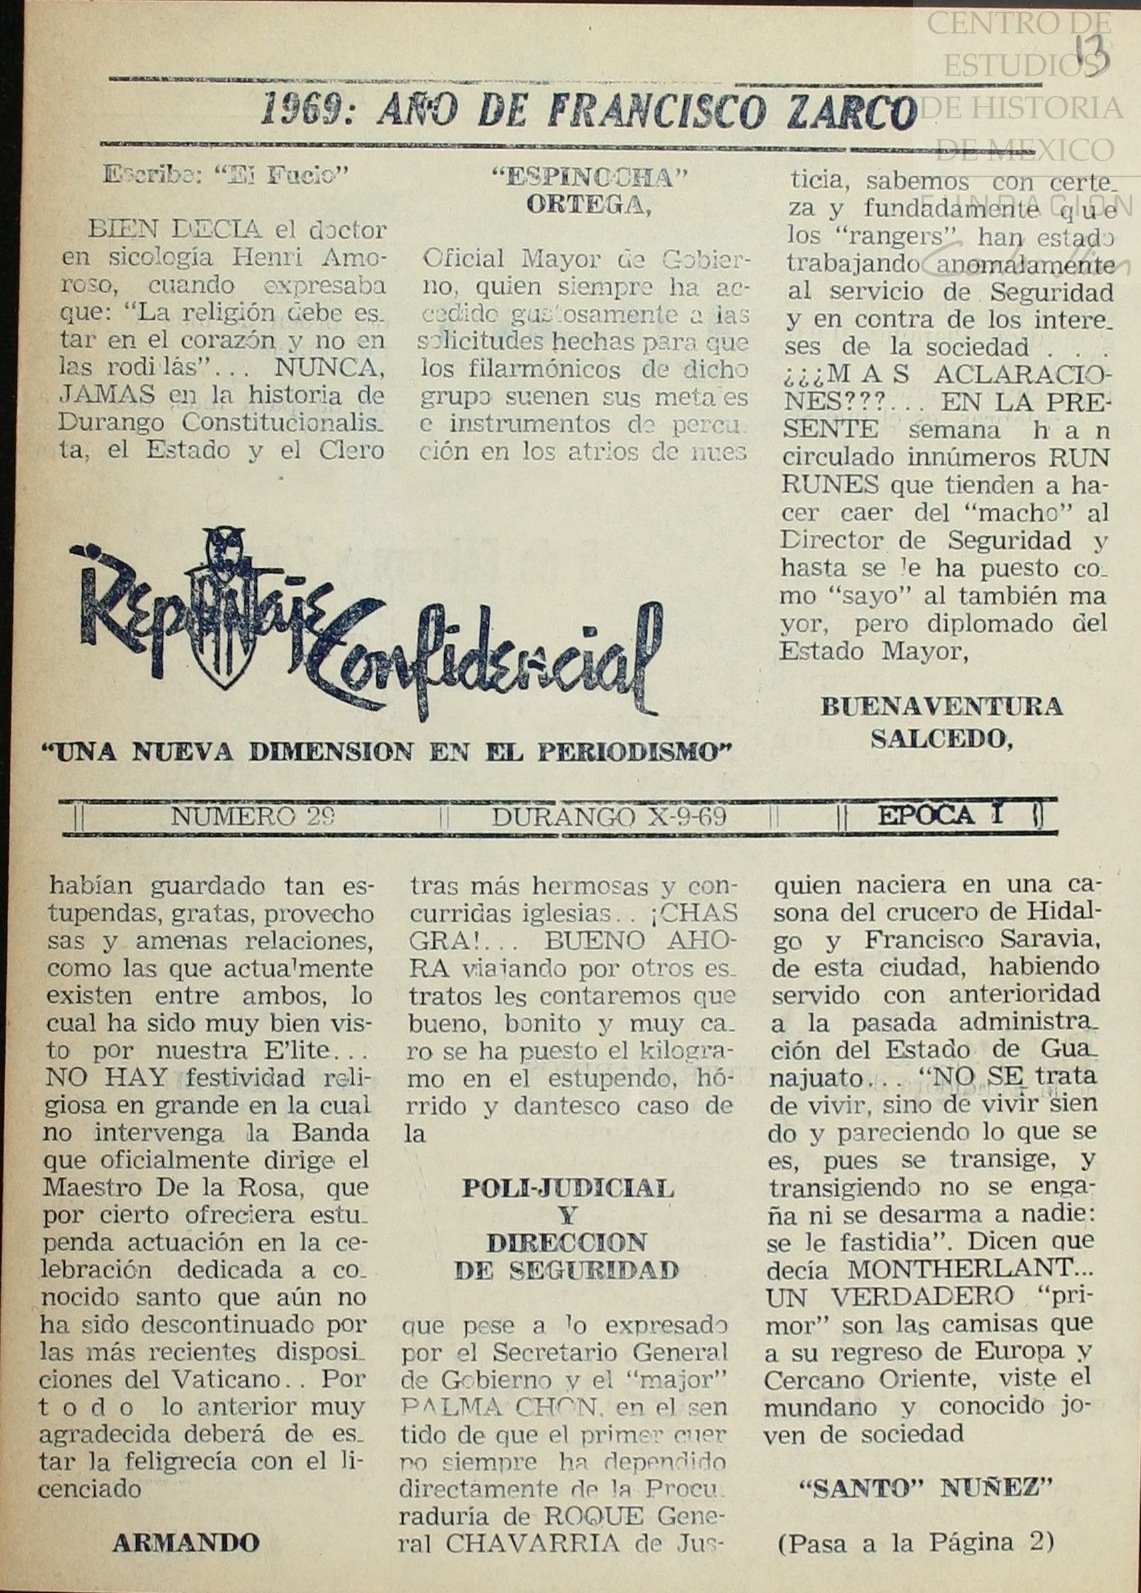 CENTRO DE
ESTUDIOS
DE HISTORIA
DE MEXICO
FUNDACION
13
1969: AÑO DE FRANCISCO ZARCO
Escribe: "El Fucio"
BIEN DECIA el doctor
en sicología Henri Amo-
roso, cuando expresaba
que: "La religión debe es_
tar en el corazón y no en
las rodi lás"... NUNCA,
JAMAS en la historia de
Durango Constitucionalis_
ta, el Estado y el Clero
Reportaje
Confidencial
"UNA NUEVA DIMENSION EN EL PERIODISMO"
NUMERO 29 DURANGO X-9-69 EPOCA I
habían guardado tan es-
tupendas, gratas, provecho
sas y amenas relaciones,
como las que actualmente
existen entre ambos, lo
cual ha sido muy bien vis-
to por nuestra E'lite...
NO HAY festividad reli-
giosa en grande en la cual
no intervenga la Banda
que oficialmente dirige el
Maestro De la Rosa, que
por cierto ofreciera estu_
penda actuación en la ce-
lebración dedicada a co_
nocido santo que aún no
ha sido descontinuado por
las más recientes disposi_
ciones del Vaticano.. Por
t o d o lo anterior muy
agradecida deberá de es_
tar la feligrecía con el li-
cenciado
ARMANDO
"ESPINOCHA"
ORTEGA,
Oficial Mayor de Gobier-
no, quien siempre ha ac-
cedido gustosamente a las
solicitudes hechas para que
los filarmónicos de dicho
grupo suenen sus meta es
e instrumentos de percu_
ción en los atrios de nues
tras más hermosas y con-
curridas iglesias.. ¡CHAS
GRA!... BUENO AHO-
RA viajando por otros es_
tratos les contaremos que
bueno, bonito y muy ca_
ro se ha puesto el kilogra-
mo en el estupendo, hó-
rrido y dantesco caso de
la
POLI-JUDICIAL
Y
DIRECCION
DE SEGURIDAD
que pese a lo expresado
por el Secretario General
de Gobierno y el "major"
PALMA CHON, en el sen
tido de que el primer cuer
po siempre ha dependido
directamente de la Procu_
raduría de ROQUE Gene-
ral CHAVARRIA de Jus-
ticia, sabemos con certe_
za y fundadamente q u e
los "rangers" han estado
trabajando anomalamente
al servicio de Seguridad
y en contra de los intere_
ses de la sociedad . . .
¿¿¿M A S ACLARACIO-
NES???... EN LA PRE-
SENTE semana h a n
circulado innúmeros RUN
RUNES que tienden a ha-
cer caer del "macho" al
Director de Seguridad y
hasta se le ha puesto co_
mo "sayo" al también ma
yor, pero diplomado del
Estado Mayor,
BUENAVENTURA
SALCEDO,
quien naciera en una ca-
sona del crucero de Hidal-
go y Francisco Saravia,
de esta ciudad, habiendo
servido con anterioridad
a la pasada administra_
ción del Estado de Gua_
najuato... "NO SE trata
de vivir, sino de vivir sien
do y pareciendo lo que se
es, pues se transige, y
transigiendo no se enga-
ña ni se desarma a nadie:
se le fastidia". Dicen que
decía MONTHERLANT...
UN VERDADERO "pri-
mor" son las camisas que
a su regreso de Europa y
Cercano Oriente, viste el
mundano y conocido jo-
ven de sociedad
"SANTO" NUÑEZ"
(Pasa a la Página 2)